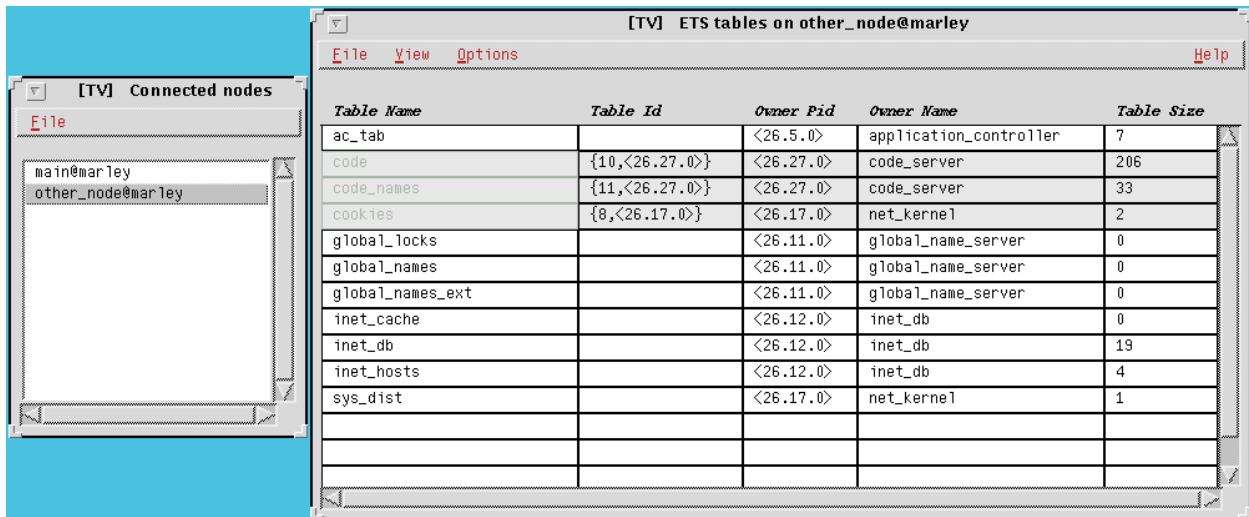 [TV] Connected nodes
File
main@marley
other_node@marley
[TV] ETS tables on other_node@marley
File View Options Help
Table Name Table Id Owner Pid Owner Name Table Size
ac_tab <26.5.0> application_controller 7
code {10,<26.27.0>} <26.27.0> code_server 206
code_names {11,<26.27.0>} <26.27.0> code_server 33
cookies {8,<26.17.0>} <26.17.0> net_kernel 2
global_locks <26.11.0> global_name_server 0
global_names <26.11.0> global_name_server 0
global_names_ext <26.11.0> global_name_server 0
inet_cache <26.12.0> inet_db 0
inet_db <26.12.0> inet_db 19
inet_hosts <26.12.0> inet_db 4
sys_dist <26.17.0> net_kernel 1